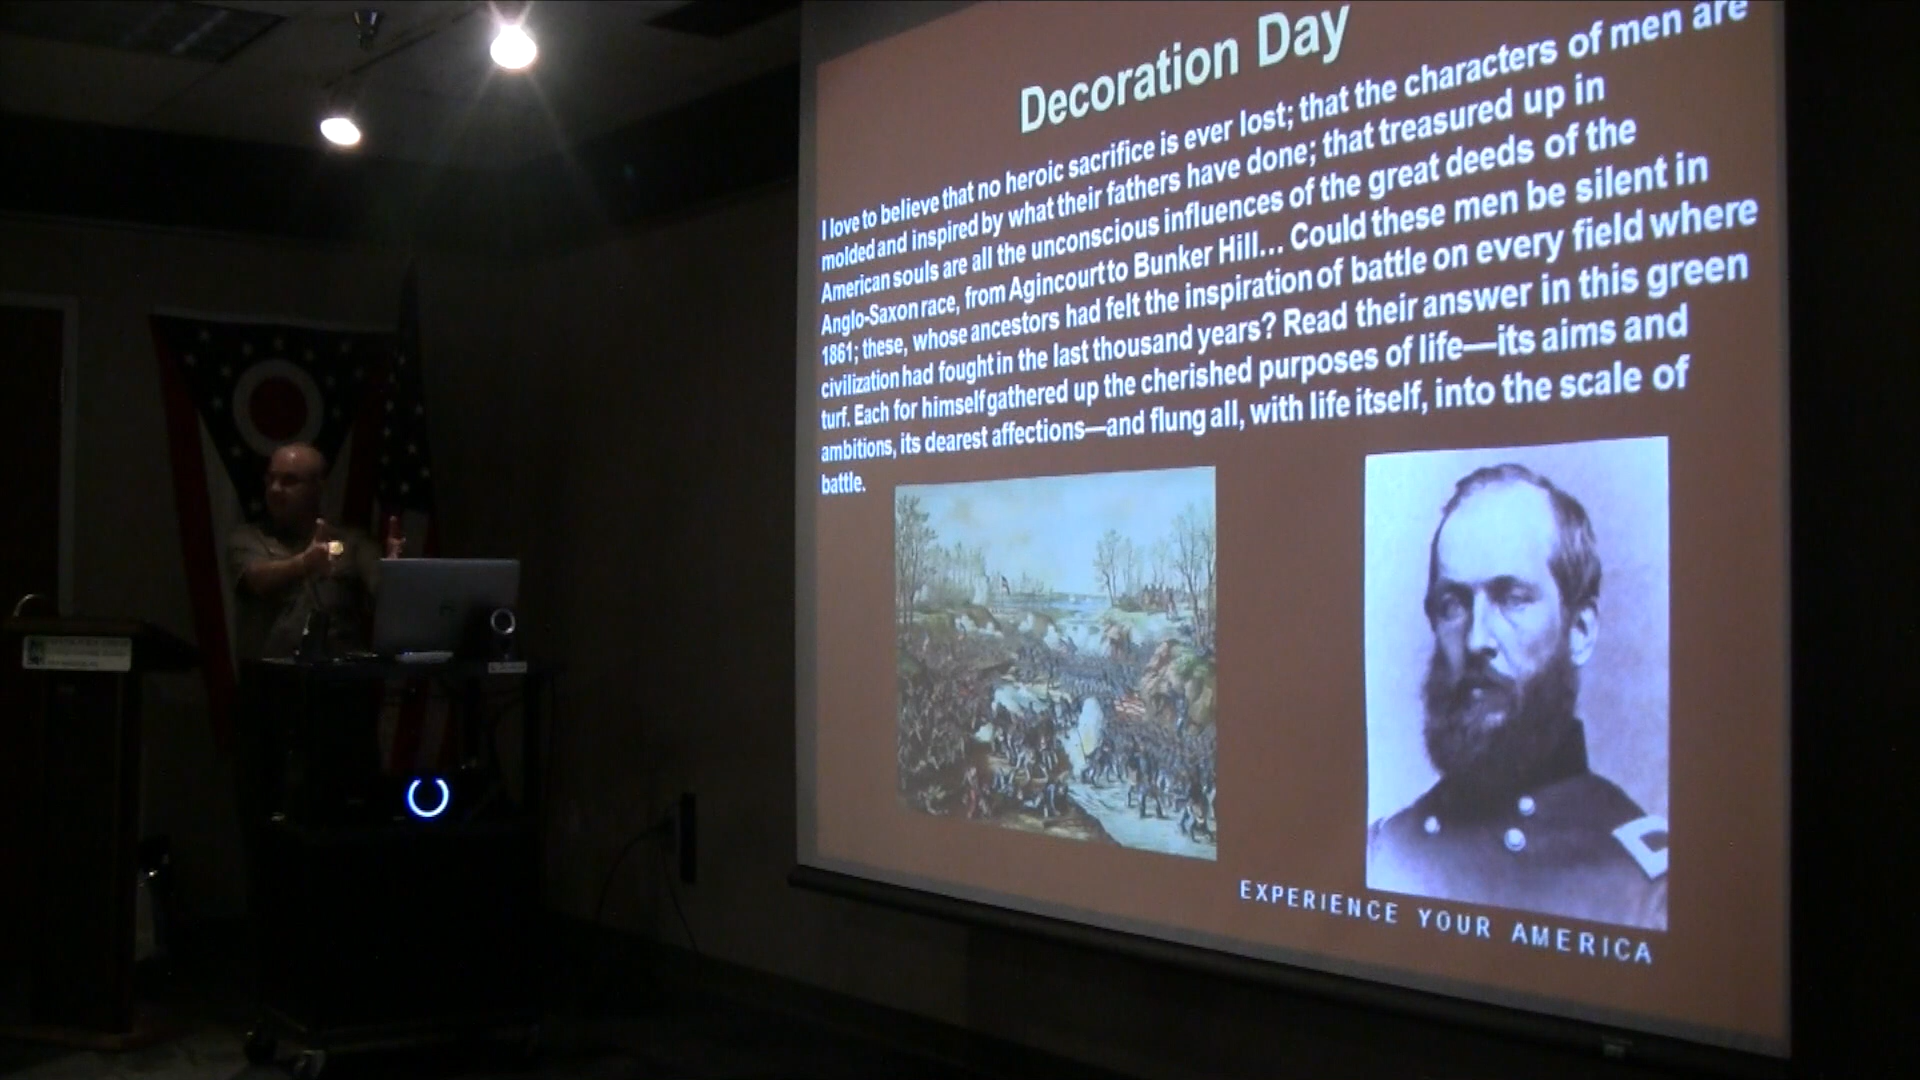 Decoration Day
I love to believe that no heroic sacrifice is ever lost; that the characters of men are
molded and inspired by what their fathers have done; that treasured up in
American souls are all the unconscious influences of the great deeds of the
Anglo-Saxon race, from Agincourt to Bunker Hill... Could these men be silent in
1861; these, whose ancestors had felt the inspiration of battle on every field where
civilization had fought in the last thousand years? Read their answer in this green
turf. Each for himself gathered up the cherished purposes of life—its aims and
ambitions, its dearest affections—and flung all, with life itself, into the scale of
battle.
EXPERIENCE YOUR AMERICA